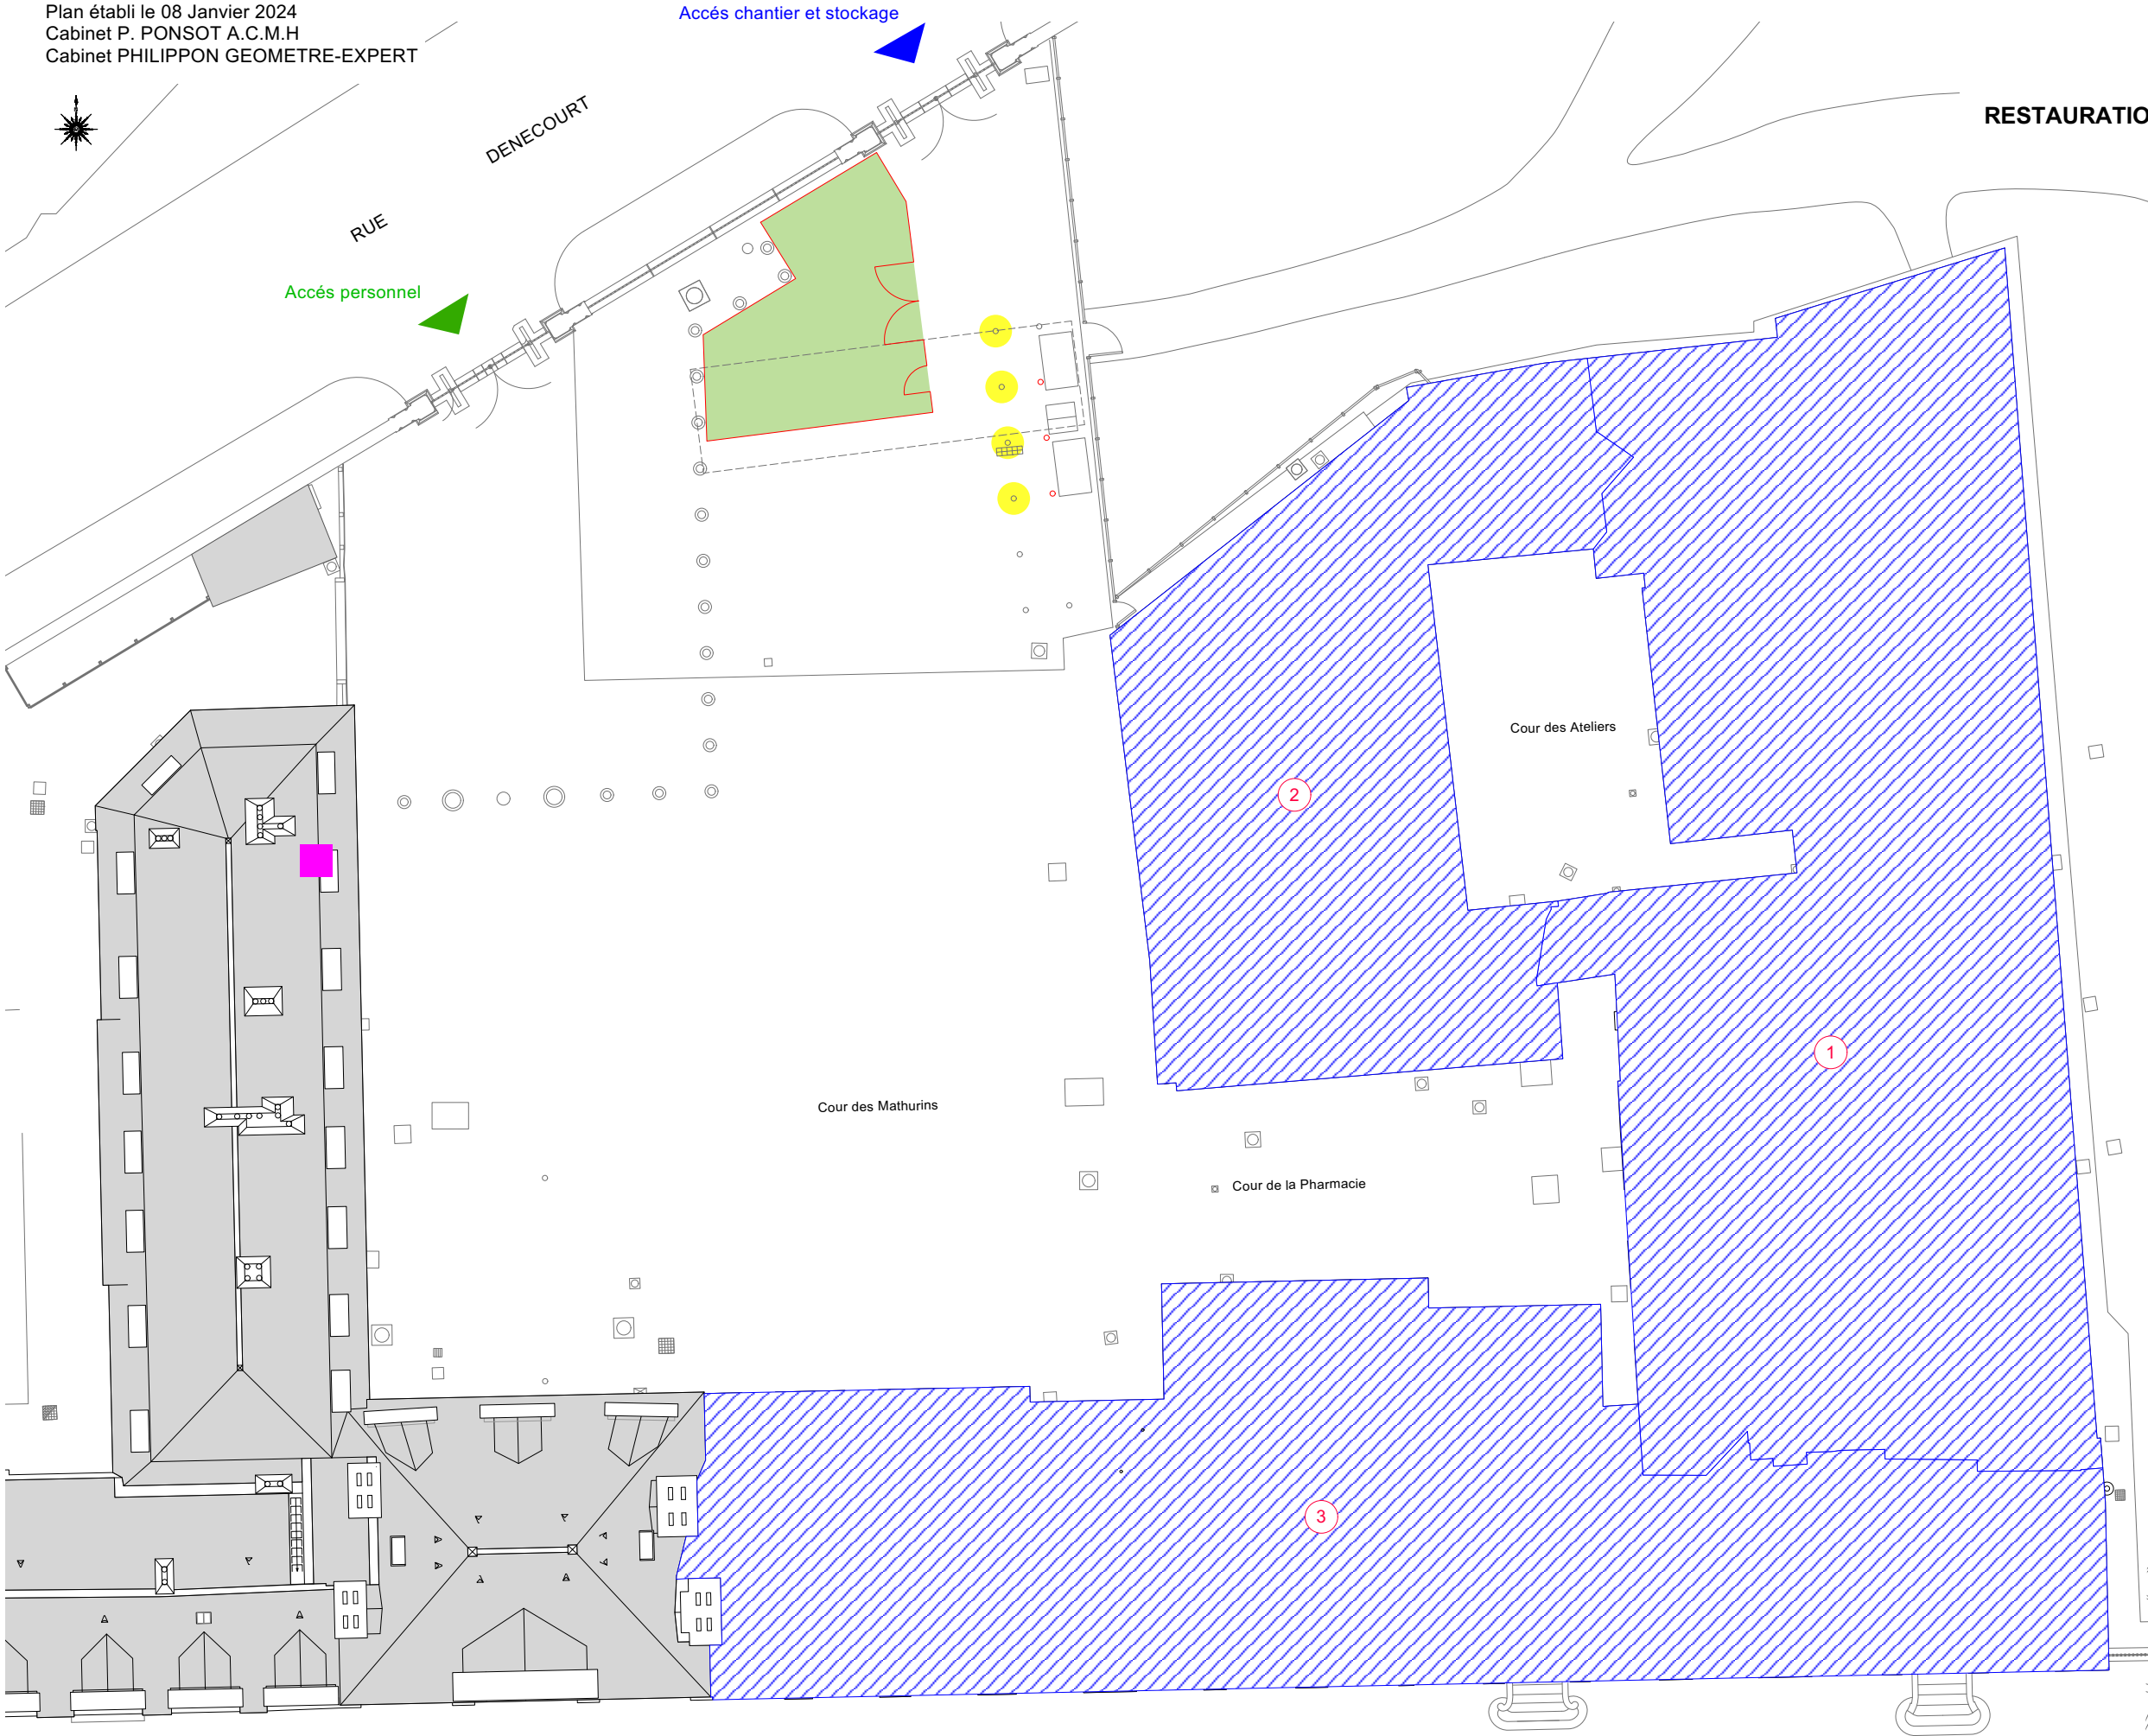 Plan établi le 08 Janvier 2024
Cabinet P. PONSOT A.C.M.H
Cabinet PHILIPPON GEOMETRE-EXPERT
Accés chantier et stockage
RESTAURATIO
DENECOURT
RUE
Accés personnel
Cour des Ateliers
2
1
Cour des Mathurins
Cour de la Pharmacie
3